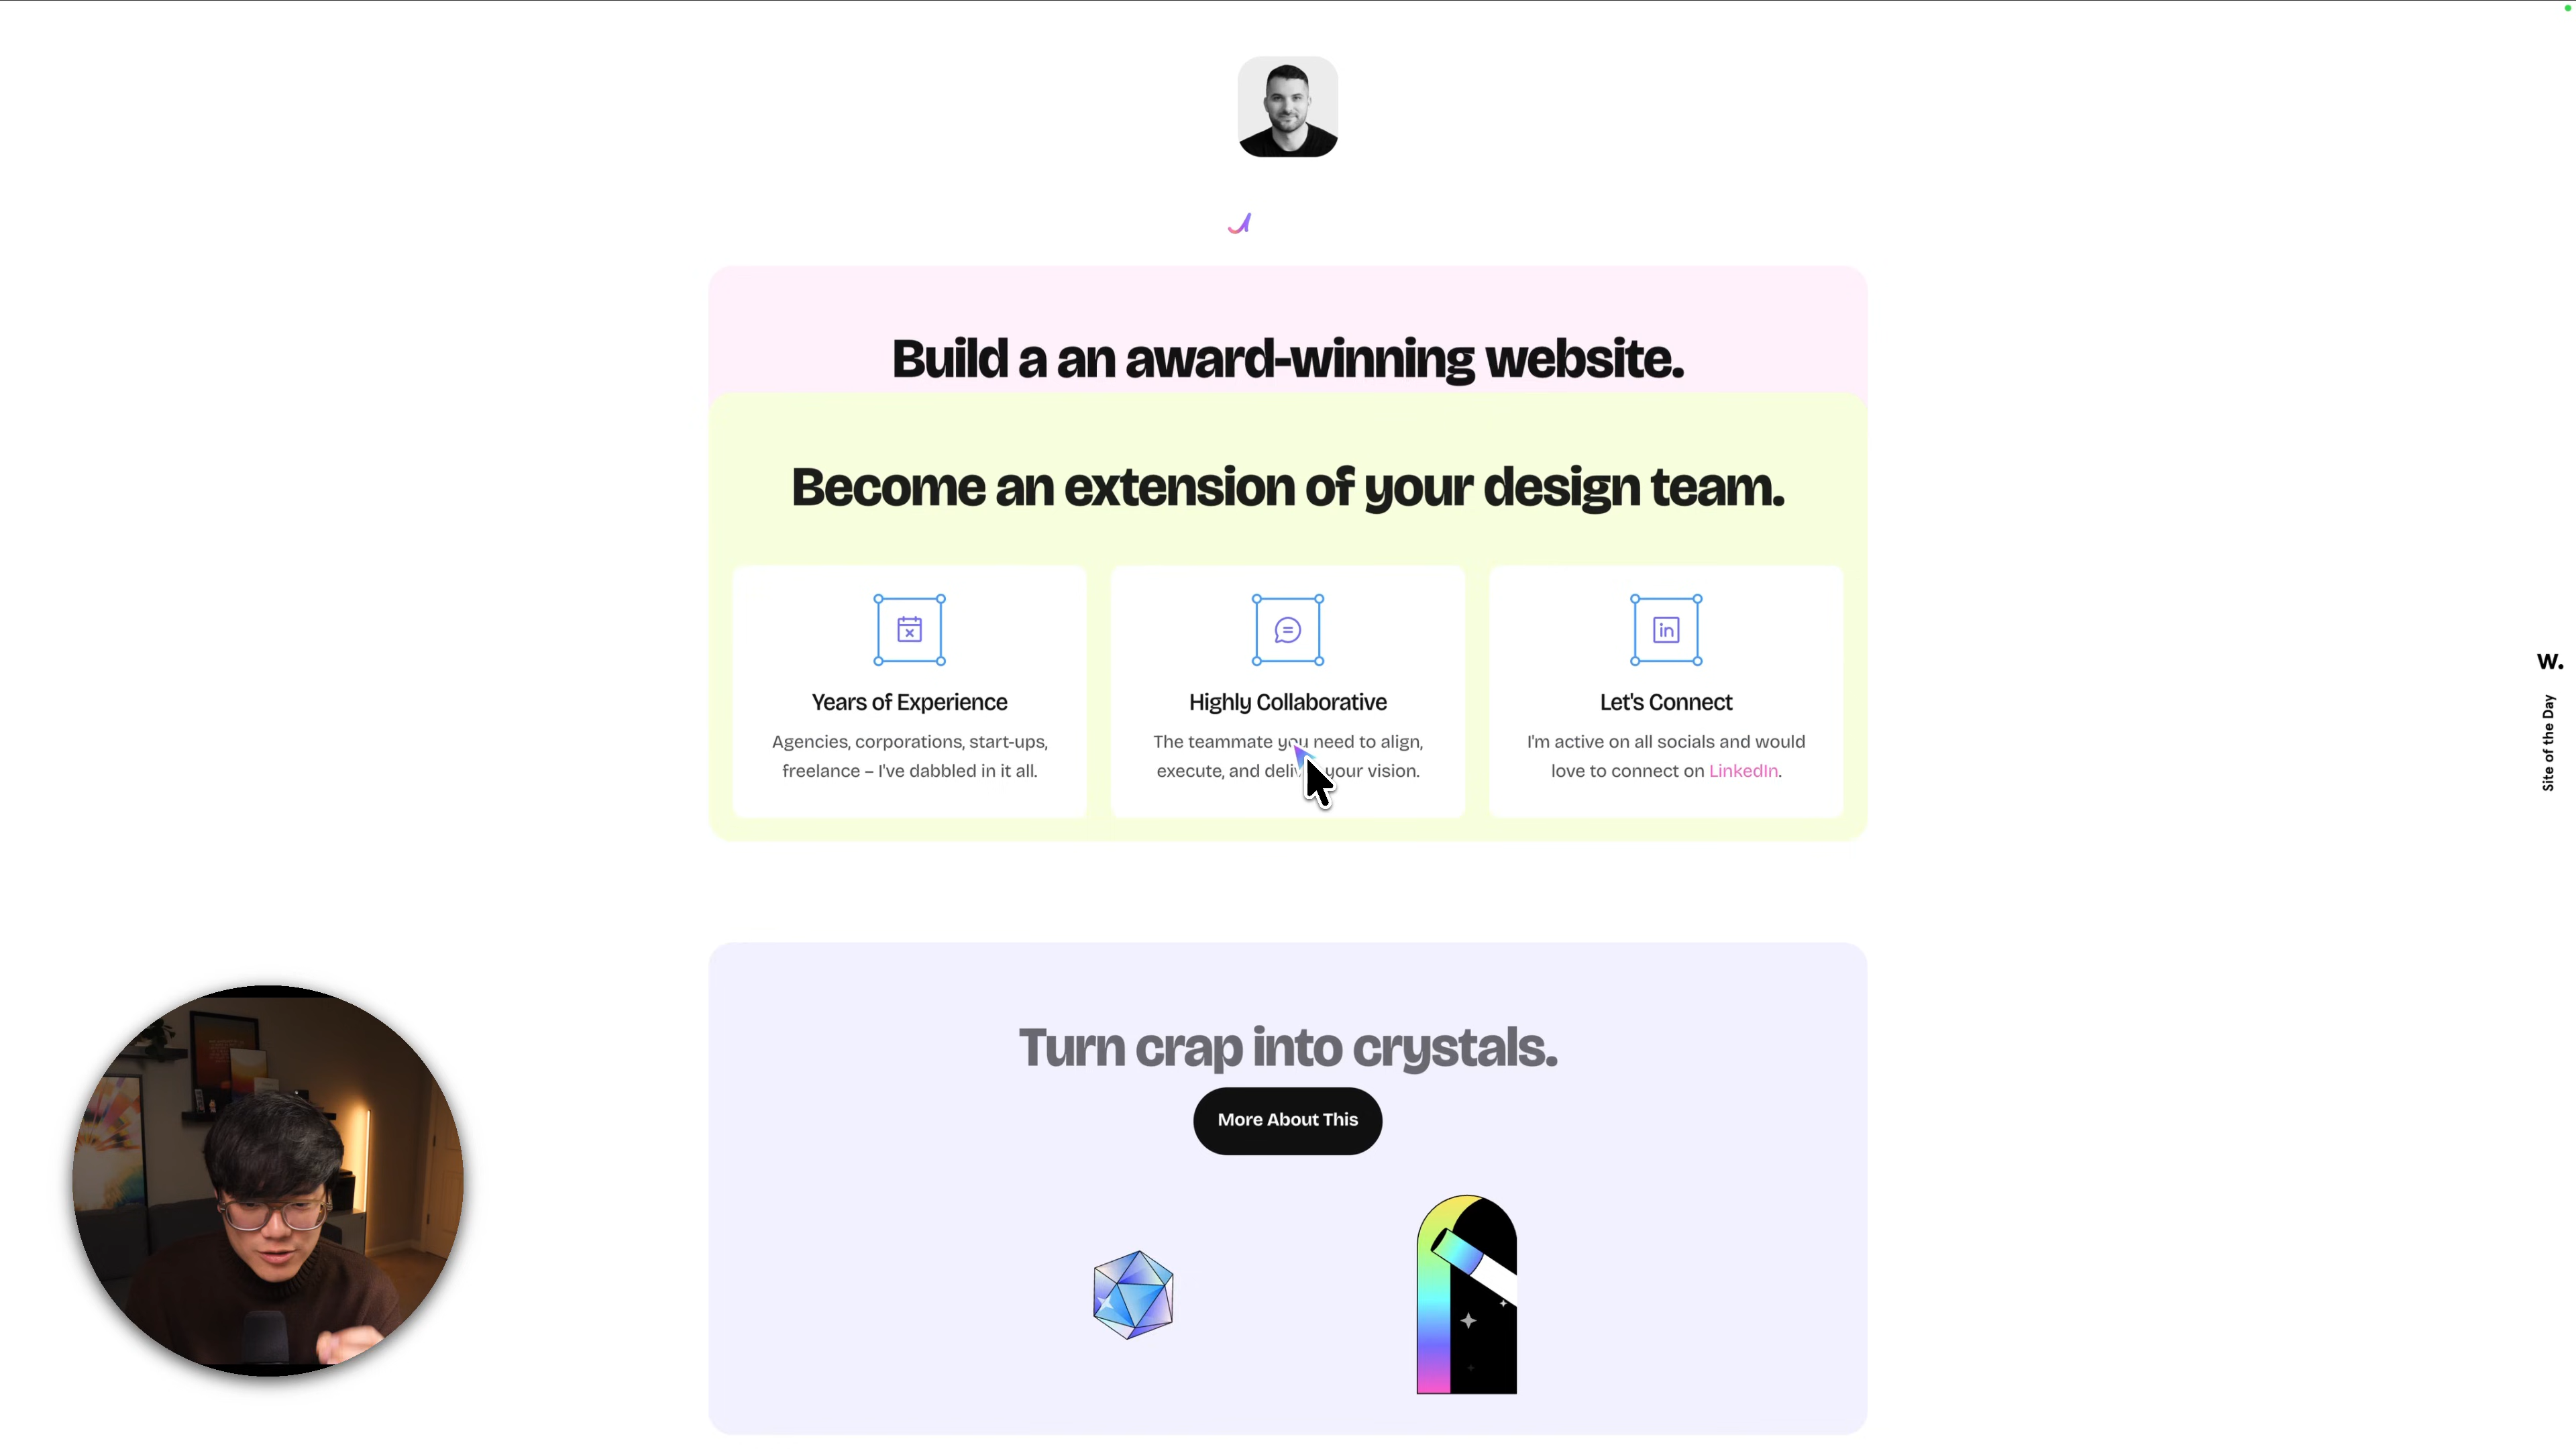 Build a an award-winning website.
Become an extension of your design team.
Years of Experience
Agencies, corporations, start-ups,
freelance – I've dabbled in it all.
Highly Collaborative
The teammate you need to align,
execute, and your vision.
in
Let's Connect
I'm active on all socials and would
love to connect on LinkedIn.
W.
Site of the Day
Turn crap into crystals.
More About This